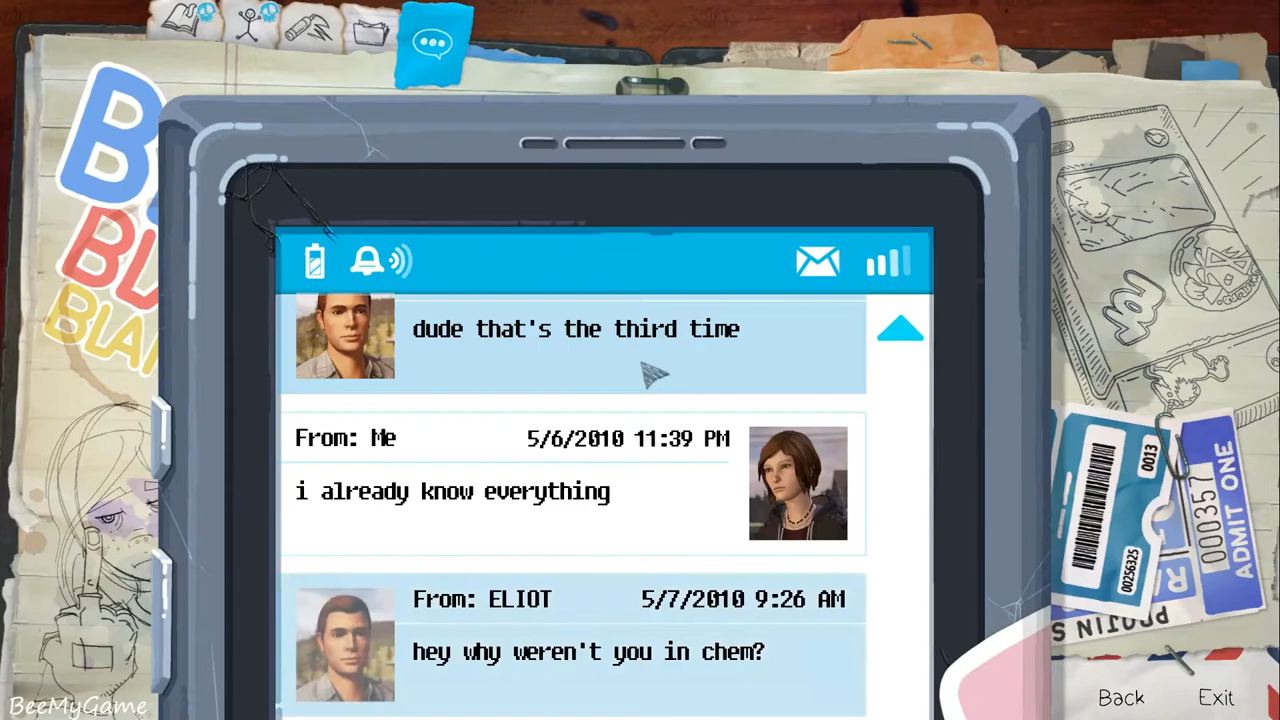 dude that's the third time
From: Me
5/6/2010 11:39 PM
i already know everything
From: ELIOT
5/7/2010 9:26 AM
hey why weren't you in chem?
0013
00256325
000357
ADMIT ONE
Back
Exit
BeeMyGame